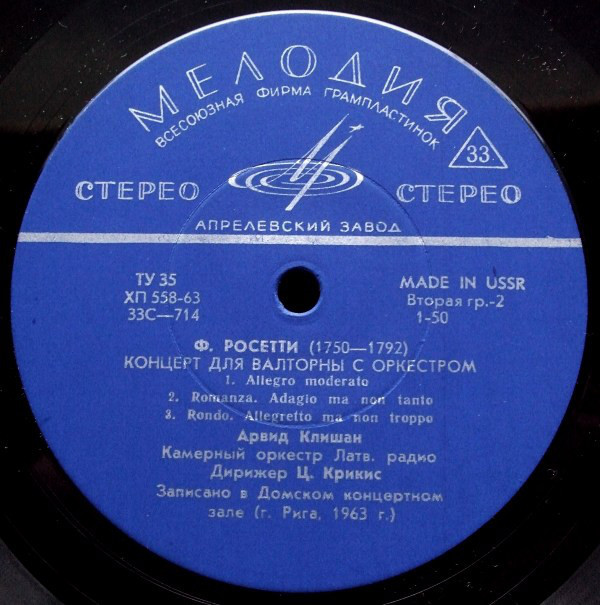 МЕЛОДИЯ
ВСЕСОЮЗНАЯ ФИРМА ГРАМПЛАСТИНОК
33
СТЕРЕО СТЕРЕО
АПРЕЛЕВСКИЙ ЗАВОД
ТУ 35 MADE IN USSR
ХП 558-63 Вторая гр.-2
33С—714 1-50
Ф. РОСЕТТИ (1750—1792)
КОНЦЕРТ ДЛЯ ВАЛТОРНЫ С ОРКЕСТРОМ
1. Allegro moderato
2. Romanza. Adagio ma non tanto
3. Rondo. Allegretto ma non troppo
Арвид Клишан
Камерный оркестр Латв. радио
Дирижер Ц. Крикис
Записано в Домском концертном
зале (г. Рига, 1963 г.)